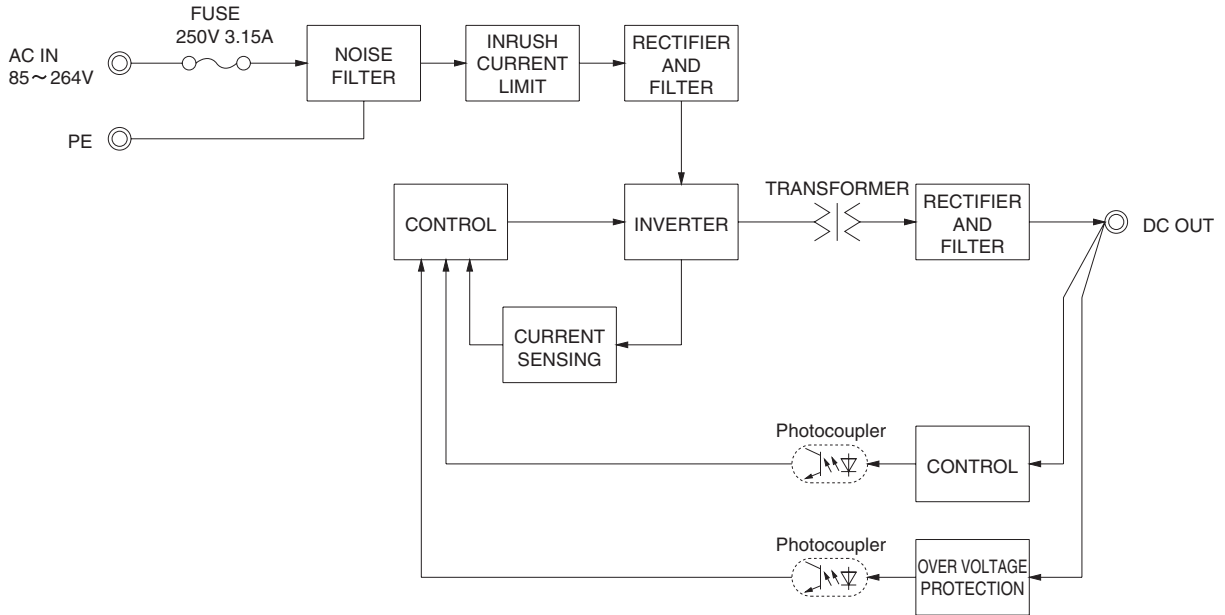 FUSE
250V 3.15A
AC IN
85~264V
NOISE
FILTER
INRUSH
CURRENT
LIMIT
RECTIFIER
AND
FILTER
PE
CONTROL
INVERTER
TRANSFORMER
RECTIFIER
AND
FILTER
DC OUT
CURRENT
SENSING
Photocoupler
CONTROL
Photocoupler
OVER VOLTAGE
PROTECTION